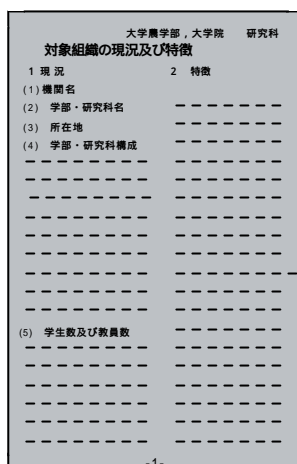 大学農学部，大学院　研究科
対象組織の現況及び特徴
1 現況
(1)機関名
(2)　学部・研究科名
(3)　所在地
(4)　学部・研究科構成
(5)　学生数及び教員数
2　特徴
-1-